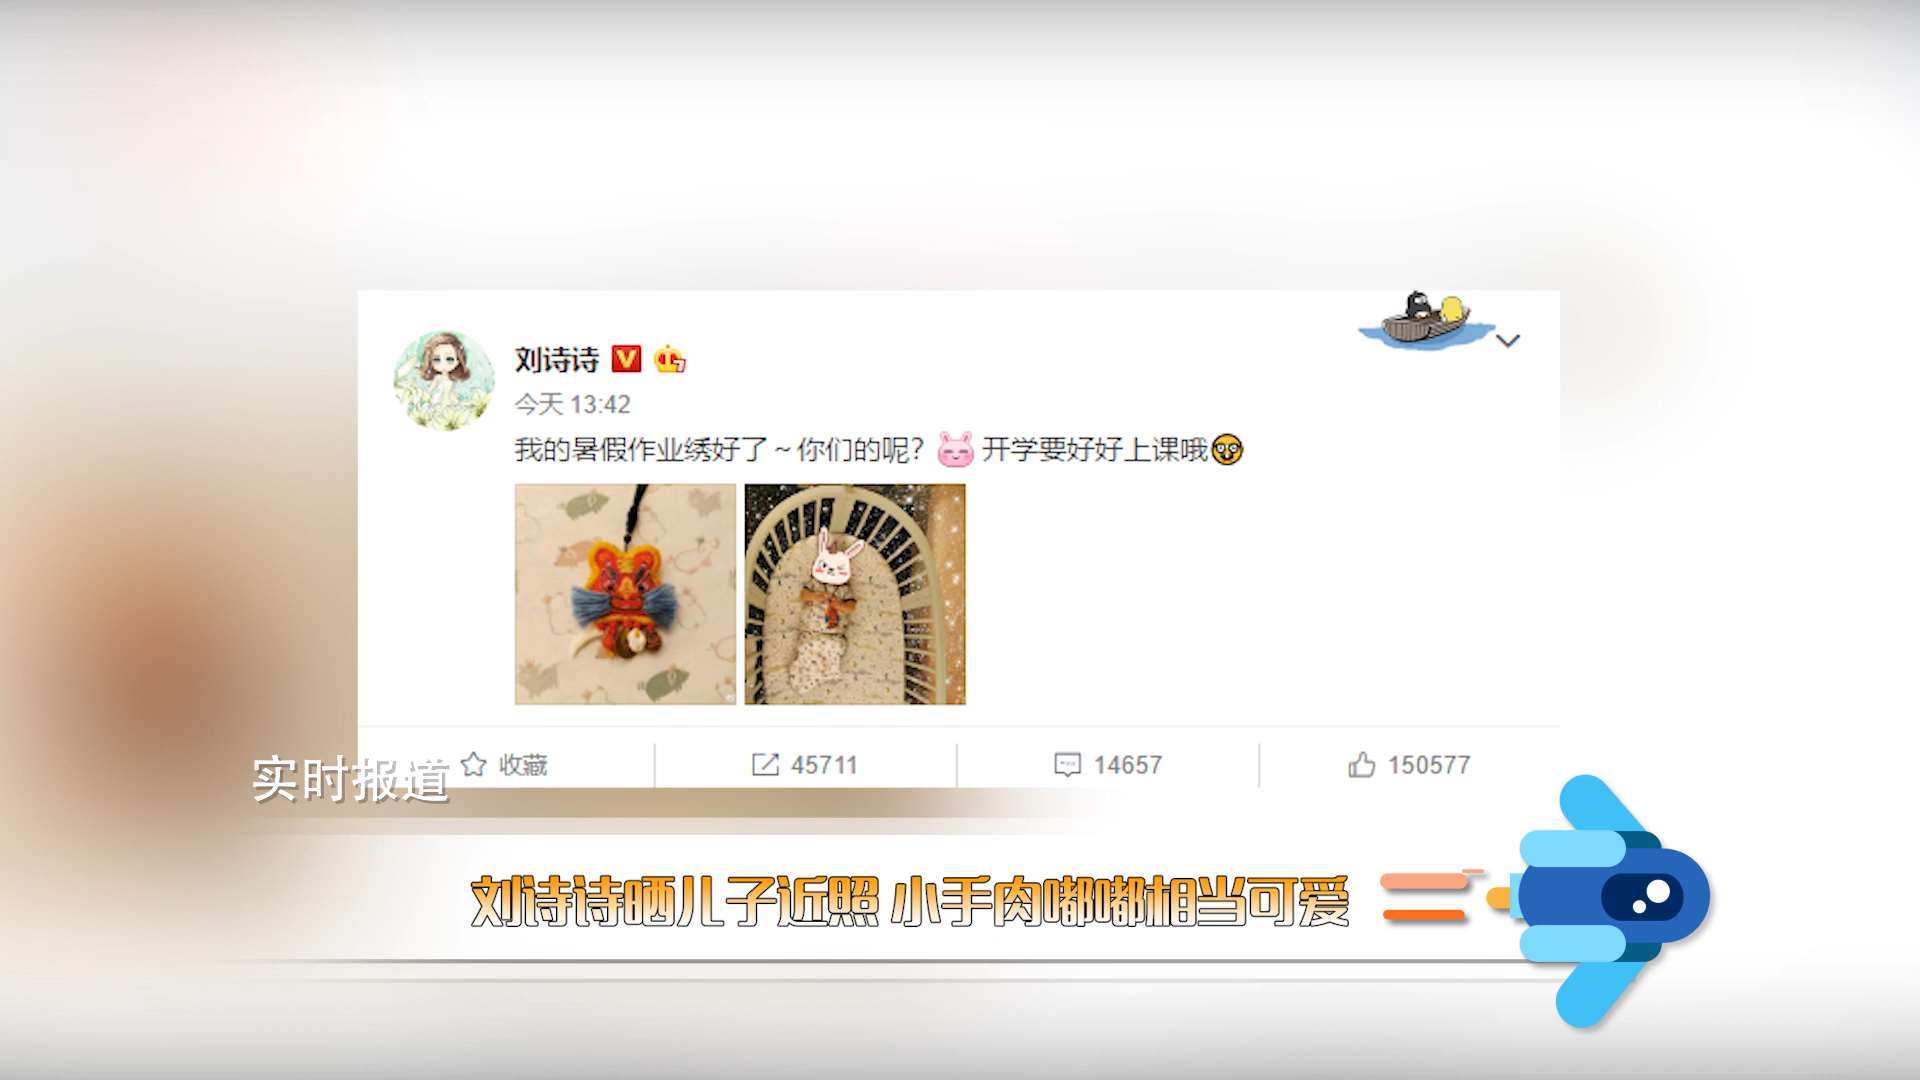 刘诗诗
今天 13:42
我的暑假作业绣好了~你们的呢？开学要好好上课哦
收藏 45711 14657 150577
实时报道
刘诗诗晒儿子近照 小手肉嘟嘟相当可爱